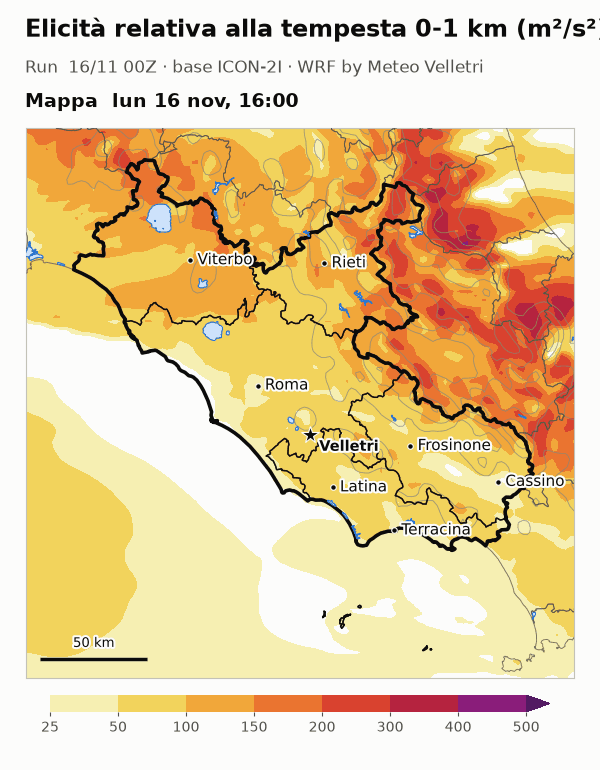 Elicità relativa alla tempesta 0-1 km (m²/s²)
Run 16/11 00Z · base ICON-2I · WRF by Meteo Velletri
Mappa lun 16 nov, 16:00
Viterbo
Rieti
Roma
Velletri
Frosinone
Cassino
Latina
Terracina
50 km
25 50 100 150 200 300 400 500